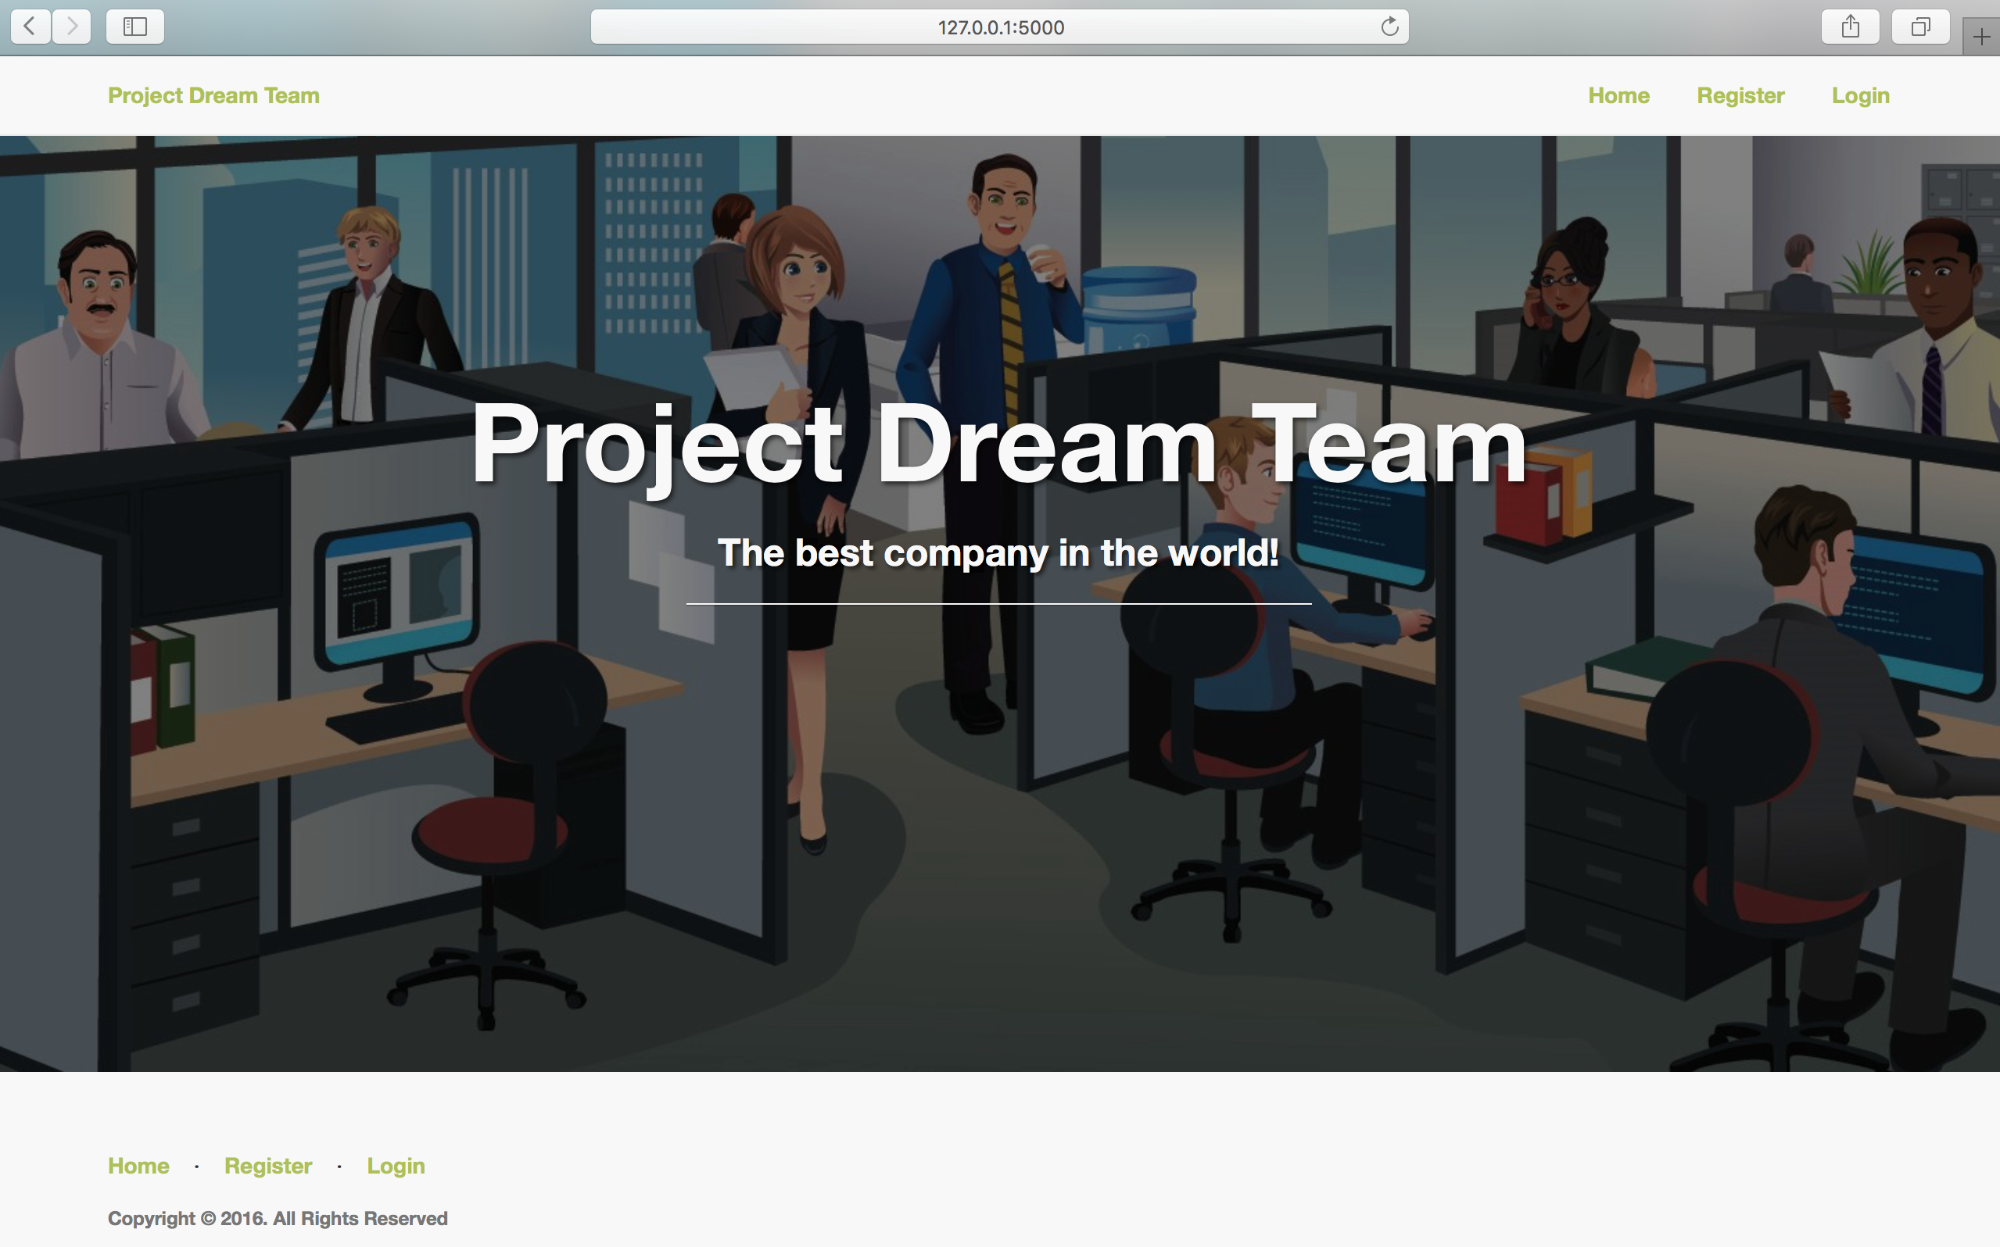 127.0.0.1:5000
Project Dream Team Home Register Login
Project Dream Team
The best company in the world!
Home · Register · Login
Copyright © 2016. All Rights Reserved